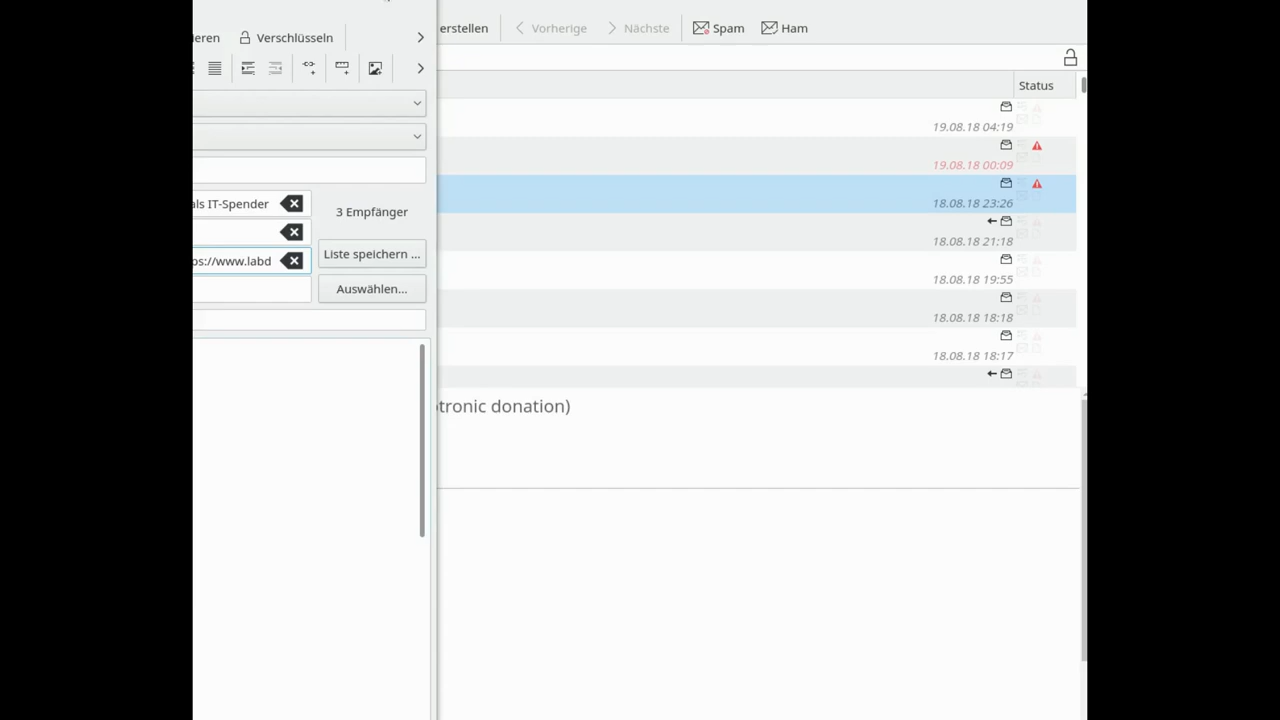 erstellen Vorherige Nächste Spam Ham
Verschlüsseln
Status
19.08.18 04:19
19.08.18 00:09
als IT-Spender
3 Empfänger
18.08.18 23:26
18.08.18 21:18
Liste speichern ...
ps://www.labd
18.08.18 19:55
Auswählen...
18.08.18 18:18
18.08.18 18:17
tronic donation)